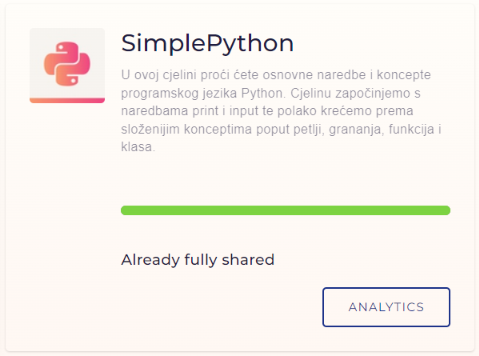 SimplePython
U ovoj cjelini proći ćete osnovne naredbe i koncepte
programskog jezika Python. Cjelinu započinjemo s
naredbama print i input te polako krećemo prema
složenijim konceptima poput petlji, grananja, funkcija i
klasa.
Already fully shared
ANALYTICS